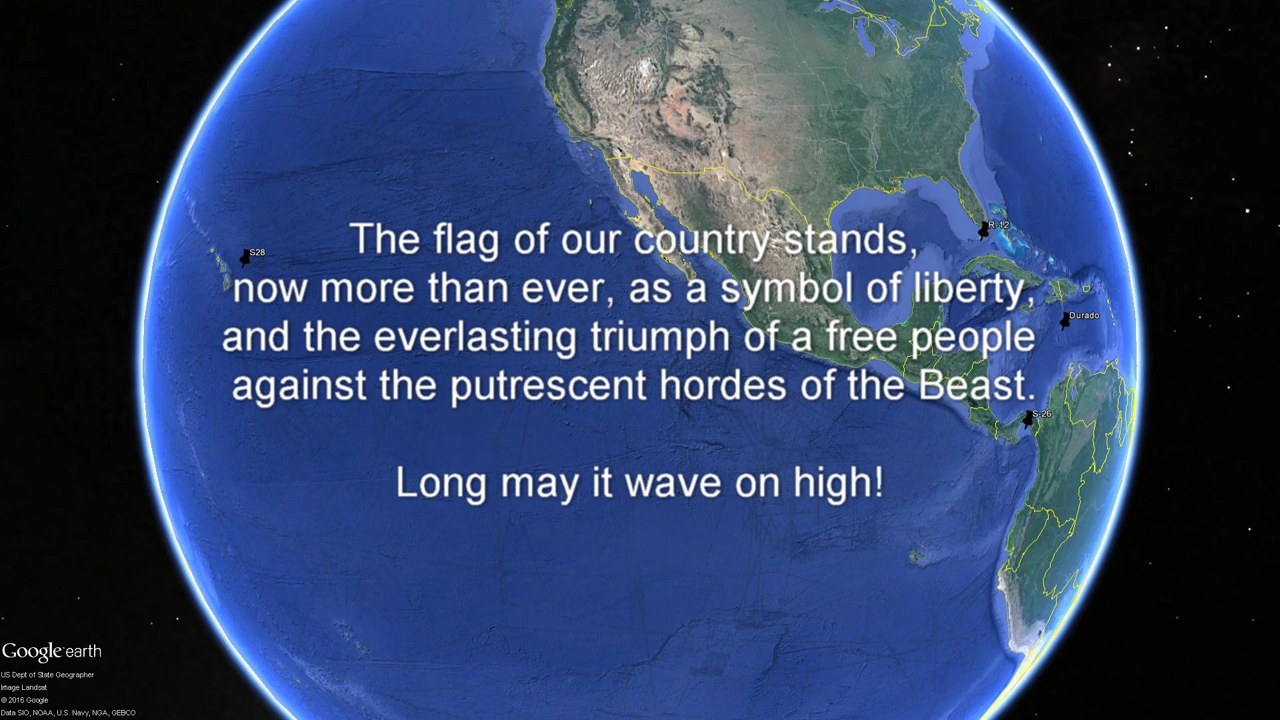 The flag of our country stands,
now more than ever, as a symbol of liberty,
and the everlasting triumph of a free people
against the putrescent hordes of the Beast.
Long may it wave on high!
R-12
S28
Durado
S-26
Google earth
US Dept of State Geographer
Image Landsat
© 2016 Google
Data SIO, NOAA, U.S. Navy, NGA, GEBCO